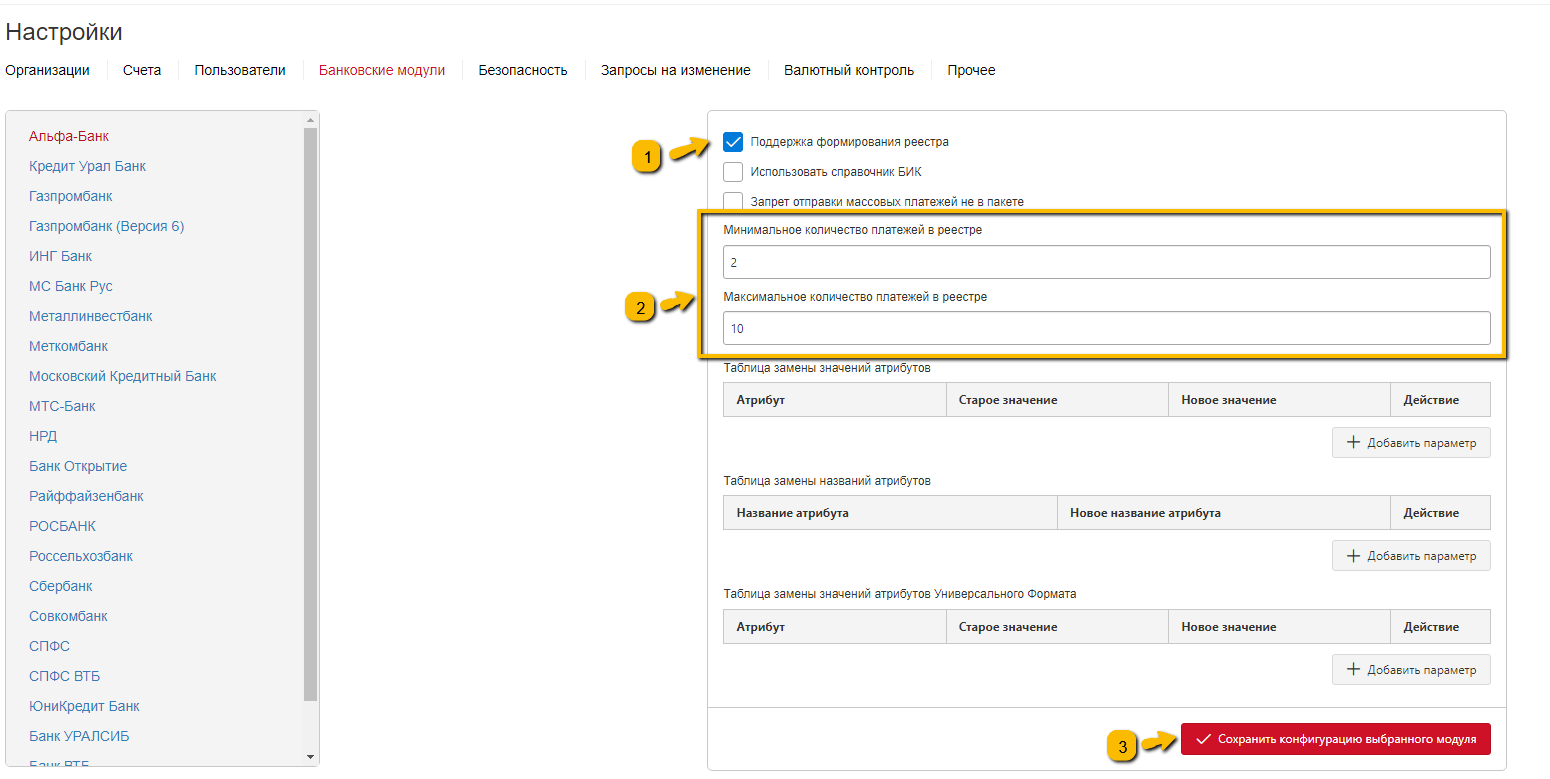 Настройки
Организации Счета Пользователи Банковские модули Безопасность Запросы на изменение Валютный контроль Прочее
Альфа-Банк
Кредит Урал Банк
Газпромбанк
Газпромбанк (Версия 6)
ИНГ Банк
МС Банк Рус
Металлинвестбанк
Меткомбанк
Московский Кредитный Банк
МТС-Банк
НРД
Банк Открытие
Райффайзенбанк
РОСБАНК
Россельхозбанк
Сбербанк
Совкомбанк
СПФС
СПФС ВТБ
ЮниКредит Банк
Банк УРАЛСИБ
Банк ВТБ
1
Поддержка формирования реестра
Использовать справочник БИК
Запрет отправки массовых платежей не в пакете
Минимальное количество платежей в реестре
2
2
Максимальное количество платежей в реестре
10
Таблица замены значений атрибутов
Атрибут Старое значение Новое значение Действие
Добавить параметр
Таблица замены названий атрибутов
Название атрибута Новое название атрибута Действие
Добавить параметр
Таблица замены значений атрибутов Универсального Формата
Атрибут Старое значение Новое значение Действие
Добавить параметр
3
Сохранить конфигурацию выбранного модуля